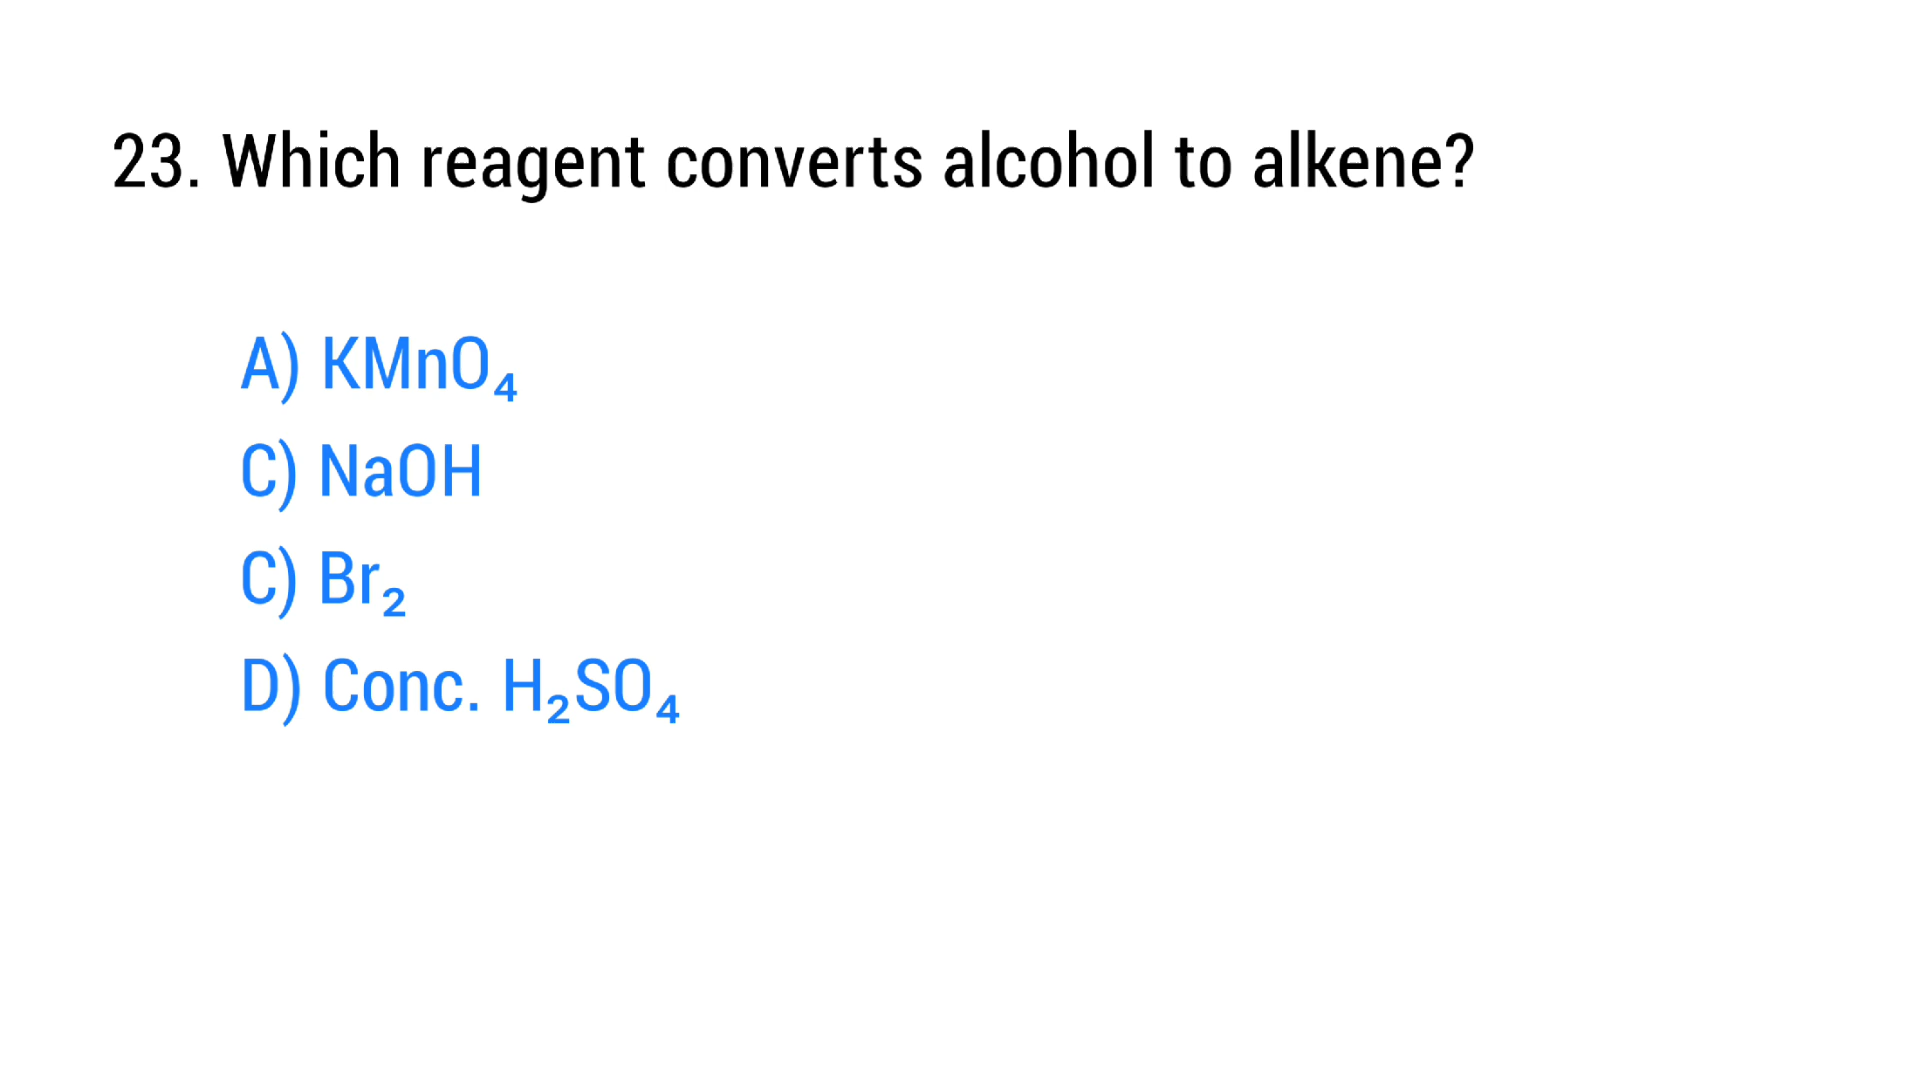 23. Which reagent converts alcohol to alkene?
A) KMnO₄
C) NaOH
C) Br₂
D) Conc. H₂SO₄